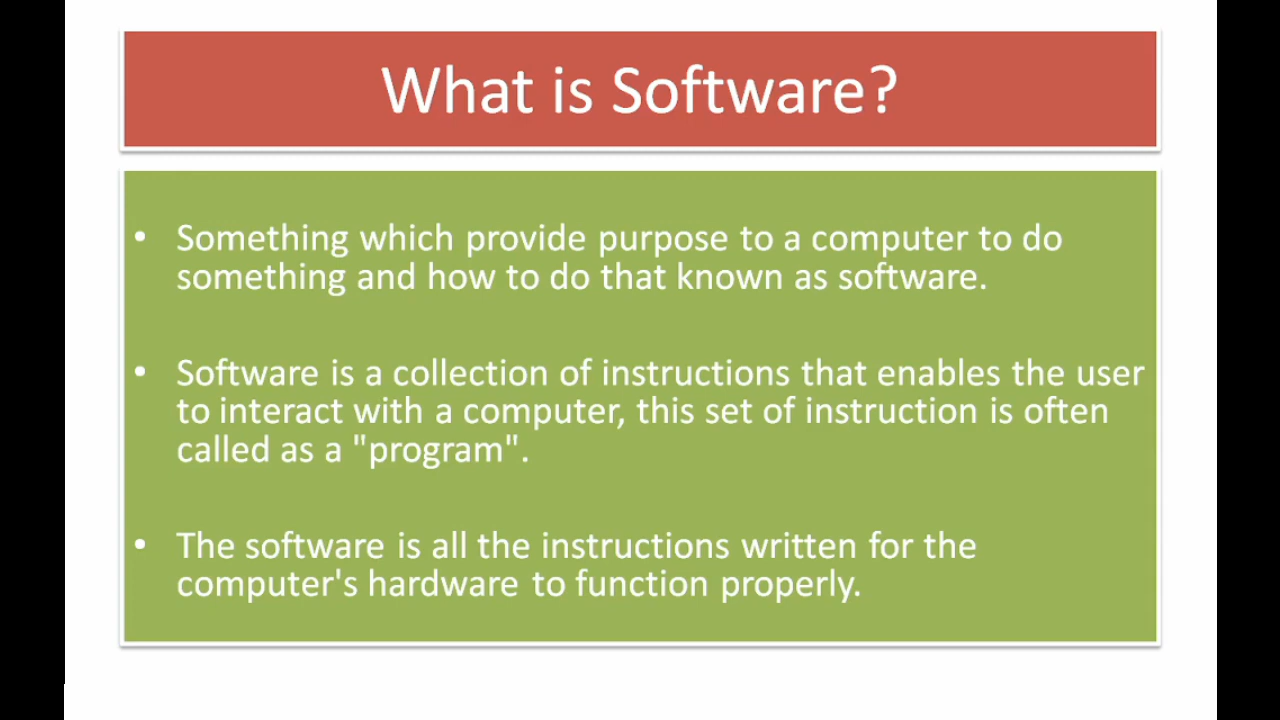 What is Software?
• Something which provide purpose to a computer to do
something and how to do that known as software.
• Software is a collection of instructions that enables the user
to interact with a computer, this set of instruction is often
called as a "program".
• The software is all the instructions written for the
computer's hardware to function properly.